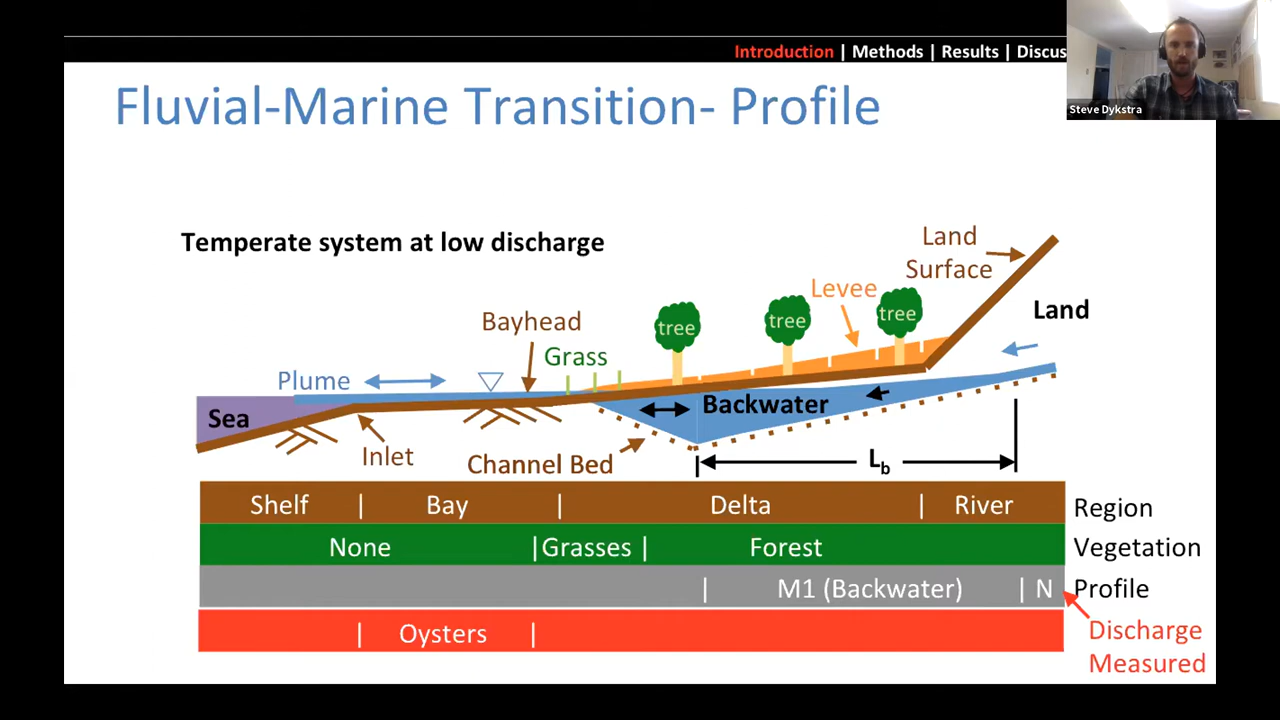 Introduction | Methods | Results | Discus
Steve Dykstra
Fluvial-Marine Transition- Profile
Temperate system at low discharge
Land
Surface
Levee
Land
tree
tree
tree
Bayhead
Grass
Plume
Sea
Backwater
Inlet
Channel Bed
Lb
Shelf | Bay | Delta | River Region
None | Grasses | Forest Vegetation
| M1 (Backwater) | N Profile
| Oysters |
Discharge
Measured